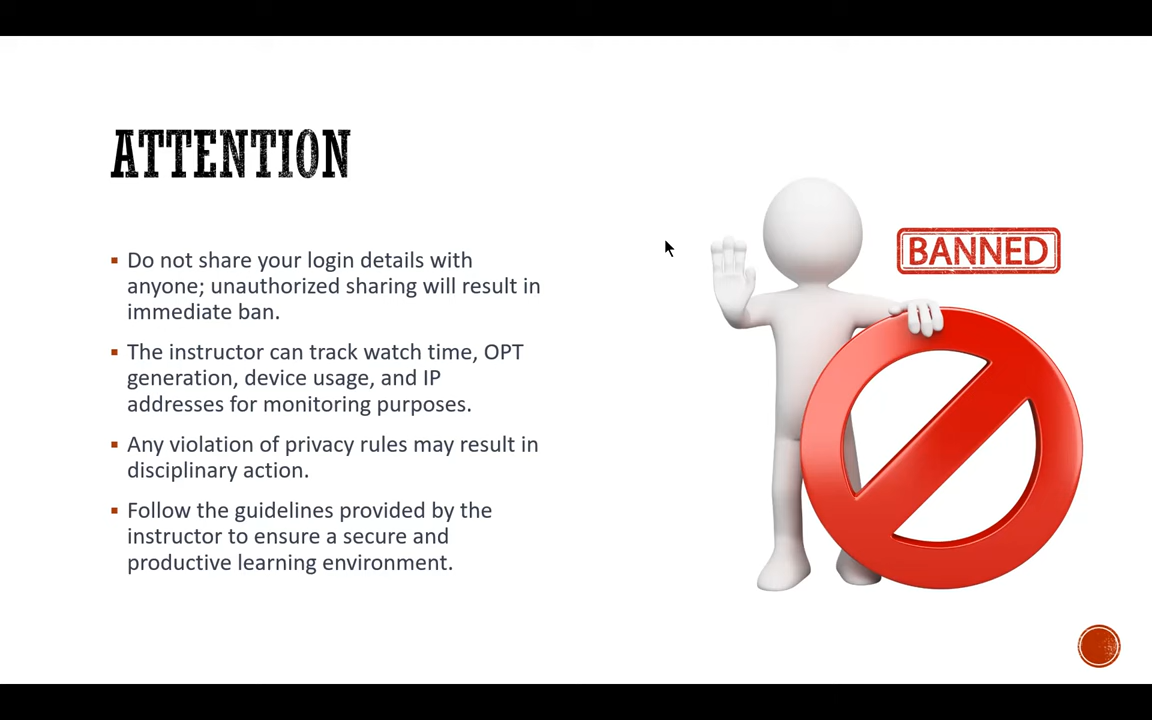 ATTENTION
▪ Do not share your login details with
anyone; unauthorized sharing will result in
immediate ban.
▪ The instructor can track watch time, OPT
generation, device usage, and IP
addresses for monitoring purposes.
▪ Any violation of privacy rules may result in
disciplinary action.
▪ Follow the guidelines provided by the
instructor to ensure a secure and
productive learning environment.
BANNED